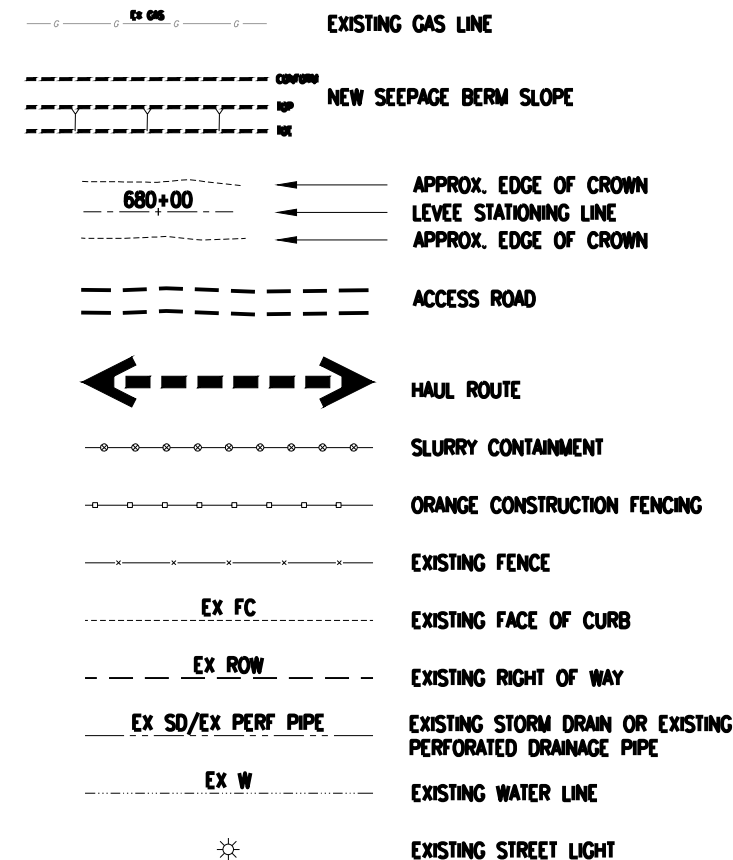 EX GAS
G G G G
EXISTING GAS LINE
CONFORM
TOP
NEW SEEPAGE BERM SLOPE
TOE
APPROX. EDGE OF CROWN
680+00
LEVEE STATIONING LINE
APPROX. EDGE OF CROWN
ACCESS ROAD
HAUL ROUTE
SLURRY CONTAINMENT
ORANGE CONSTRUCTION FENCING
EXISTING FENCE
EX FC
EXISTING FACE OF CURB
EX ROW
EXISTING RIGHT OF WAY
EX SD/EX PERF PIPE
EXISTING STORM DRAIN OR EXISTING
PERFORATED DRAINAGE PIPE
EX W
EXISTING WATER LINE
EXISTING STREET LIGHT